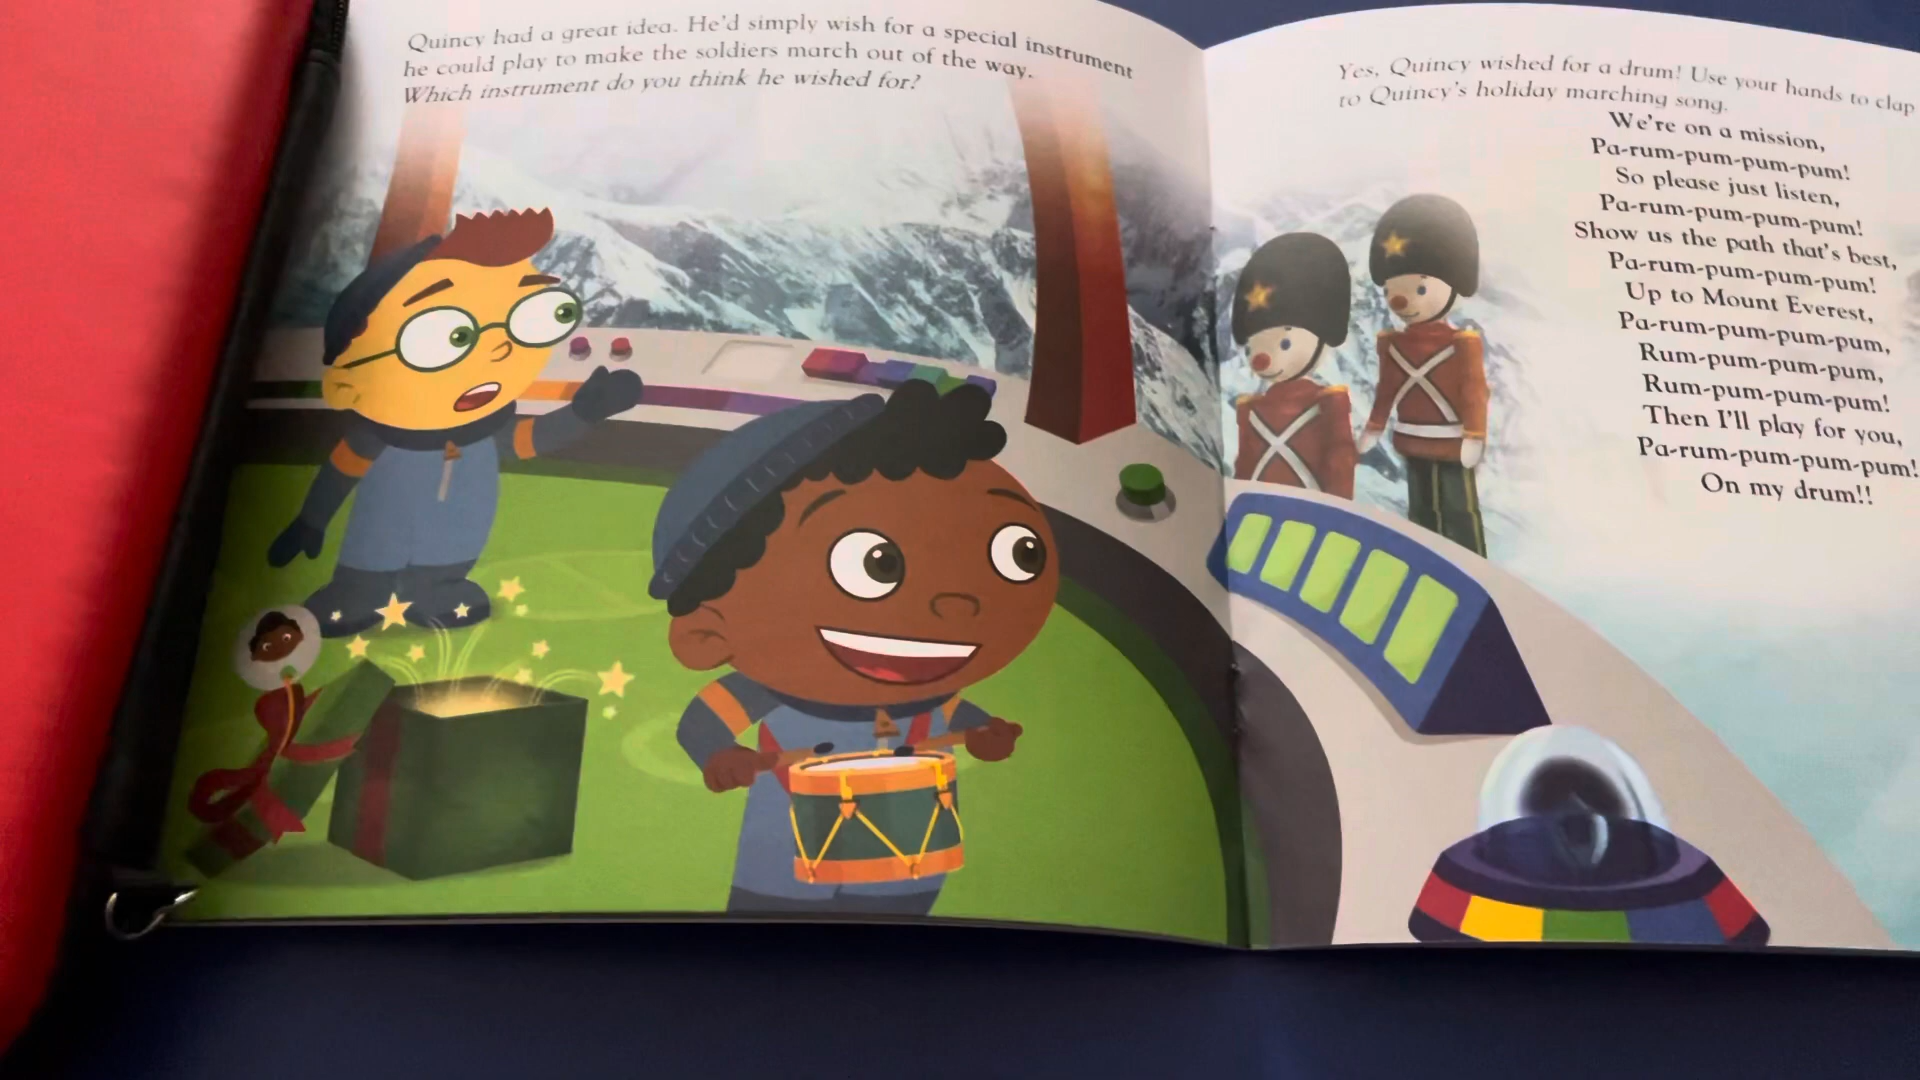 Quincy had a great idea. He'd simply wish for a special instrument
he could play to make the soldiers march out of the way.
Which instrument do you think he wished for?
Yes, Quincy wished for a drum! Use your hands to clap
to Quincy's holiday marching song.
We're on a mission,
Pa-rum-pum-pum-pum!
So please just listen,
Pa-rum-pum-pum-pum!
Show us the path that's best,
Pa-rum-pum-pum-pum!
Up to Mount Everest,
Pa-rum-pum-pum-pum,
Rum-pum-pum-pum,
Rum-pum-pum-pum!
Then I'll play for you,
Pa-rum-pum-pum-pum!
On my drum!!